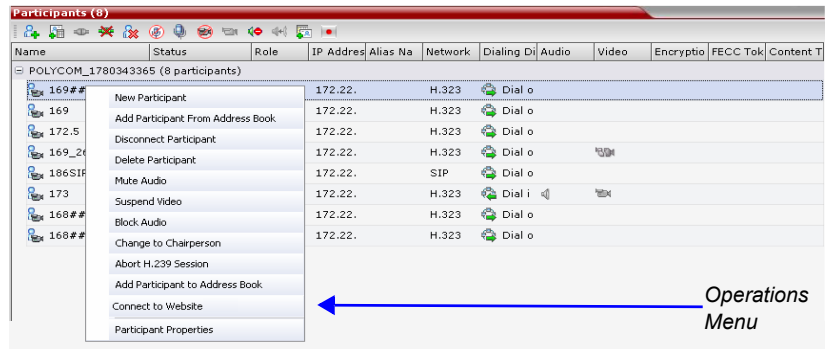 Participants (8)
Name Status Role IP Addres Alias Na Network Dialing Di Audio Video Encryptio FECC Tok Content T
POLYCOM_1780343365 (8 participants)
169## 172.22. H.323 Dial o
169 172.22. H.323 Dial o
172.5 172.22. H.323 Dial o
169_26 172.22. H.323 Dial o
186SIP 172.22. SIP Dial o
173 172.22. H.323 Dial i
168## 172.22. H.323 Dial o
168## 172.22. H.323 Dial o
New Participant
Add Participant From Address Book
Disconnect Participant
Delete Participant
Mute Audio
Suspend Video
Block Audio
Change to Chairperson
Abort H.239 Session
Add Participant to Address Book
Connect to Website
Participant Properties
Operations
Menu